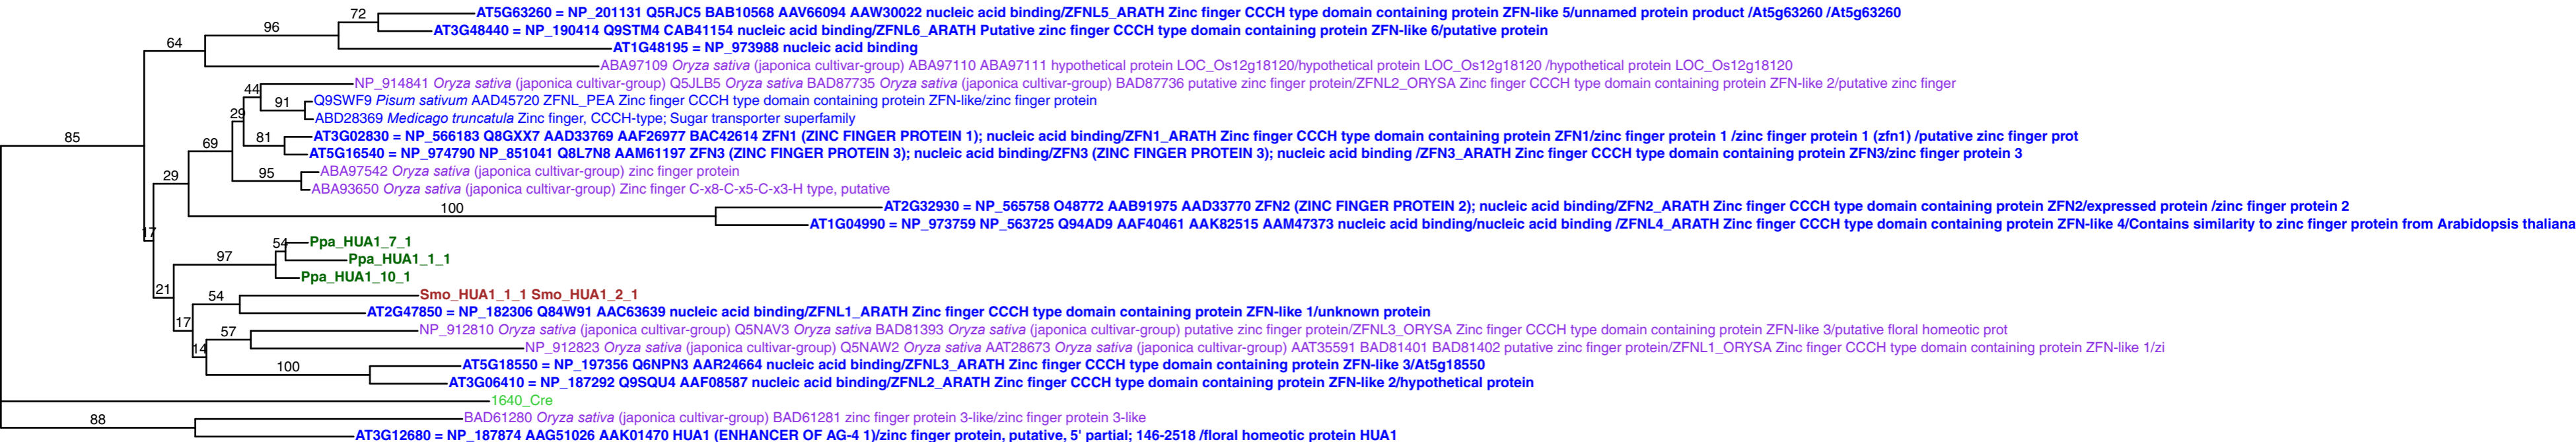 72 AT5G63260 = NP_201131 Q5RJC5 BAB10568 AAV66094 AAW30022 nucleic acid binding/ZFNL5_ARATH Zinc finger CCCH type domain containing protein ZFN-like 5/unnamed protein product /At5g63260 /At5g63260
96 AT3G48440 = NP_190414 Q9STM4 CAB41154 nucleic acid binding/ZFNL6_ARATH Putative zinc finger CCCH type domain containing protein ZFN-like 6/putative protein
64 AT1G48195 = NP_973988 nucleic acid binding
ABA97109 Oryza sativa (japonica cultivar-group) ABA97110 ABA97111 hypothetical protein LOC_Os12g18120/hypothetical protein LOC_Os12g18120 /hypothetical protein LOC_Os12g18120
44 NP_914841 Oryza sativa (japonica cultivar-group) Q5JLB5 Oryza sativa BAD87735 Oryza sativa (japonica cultivar-group) BAD87736 putative zinc finger protein/ZFNL2_ORYSA Zinc finger CCCH type domain containing protein ZFN-like 2/putative zinc finger
91 Q9SWF9 Pisum sativum AAD45720 ZFNL_PEA Zinc finger CCCH type domain containing protein ZFN-like/zinc finger protein
29 ABD28369 Medicago truncatula Zinc finger, CCCH-type; Sugar transporter superfamily
85 81 AT3G02830 = NP_566183 Q8GXX7 AAD33769 AAF26977 BAC42614 ZFN1 (ZINC FINGER PROTEIN 1); nucleic acid binding/ZFN1_ARATH Zinc finger CCCH type domain containing protein ZFN1/zinc finger protein 1 /zinc finger protein 1 (zfn1) /putative zinc finger prot
69 AT5G16540 = NP_974790 NP_851041 Q8L7N8 AAM61197 ZFN3 (ZINC FINGER PROTEIN 3); nucleic acid binding/ZFN3 (ZINC FINGER PROTEIN 3); nucleic acid binding /ZFN3_ARATH Zinc finger CCCH type domain containing protein ZFN3/zinc finger protein 3
29 95 ABA97542 Oryza sativa (japonica cultivar-group) zinc finger protein
ABA93650 Oryza sativa (japonica cultivar-group) Zinc finger C-x8-C-x5-C-x3-H type, putative
100 AT2G32930 = NP_565758 O48772 AAB91975 AAD33770 ZFN2 (ZINC FINGER PROTEIN 2); nucleic acid binding/ZFN2_ARATH Zinc finger CCCH type domain containing protein ZFN2/expressed protein /zinc finger protein 2
17 AT1G04990 = NP_973759 NP_563725 Q94AD9 AAF40461 AAK82515 AAM47373 nucleic acid binding/nucleic acid binding /ZFNL4_ARATH Zinc finger CCCH type domain containing protein ZFN-like 4/Contains similarity to zinc finger protein from Arabidopsis thaliana
54 Ppa_HUA1_7_1
97 Ppa_HUA1_1_1
Ppa_HUA1_10_1
21 54 Smo_HUA1_1_1 Smo_HUA1_2_1
AT2G47850 = NP_182306 Q84W91 AAC63639 nucleic acid binding/ZFNL1_ARATH Zinc finger CCCH type domain containing protein ZFN-like 1/unknown protein
17 57 NP_912810 Oryza sativa (japonica cultivar-group) Q5NAV3 Oryza sativa BAD81393 Oryza sativa (japonica cultivar-group) putative zinc finger protein/ZFNL3_ORYSA Zinc finger CCCH type domain containing protein ZFN-like 3/putative floral homeotic prot
14 NP_912823 Oryza sativa (japonica cultivar-group) Q5NAW2 Oryza sativa AAT28673 Oryza sativa (japonica cultivar-group) AAT35591 BAD81401 BAD81402 putative zinc finger protein/ZFNL1_ORYSA Zinc finger CCCH type domain containing protein ZFN-like 1/zi
100 AT5G18550 = NP_197356 Q6NPN3 AAR24664 nucleic acid binding/ZFNL3_ARATH Zinc finger CCCH type domain containing protein ZFN-like 3/At5g18550
AT3G06410 = NP_187292 Q9SQU4 AAF08587 nucleic acid binding/ZFNL2_ARATH Zinc finger CCCH type domain containing protein ZFN-like 2/hypothetical protein
1640_Cre
88 BAD61280 Oryza sativa (japonica cultivar-group) BAD61281 zinc finger protein 3-like/zinc finger protein 3-like
AT3G12680 = NP_187874 AAG51026 AAK01470 HUA1 (ENHANCER OF AG-4 1)/zinc finger protein, putative, 5' partial; 146-2518 /floral homeotic protein HUA1